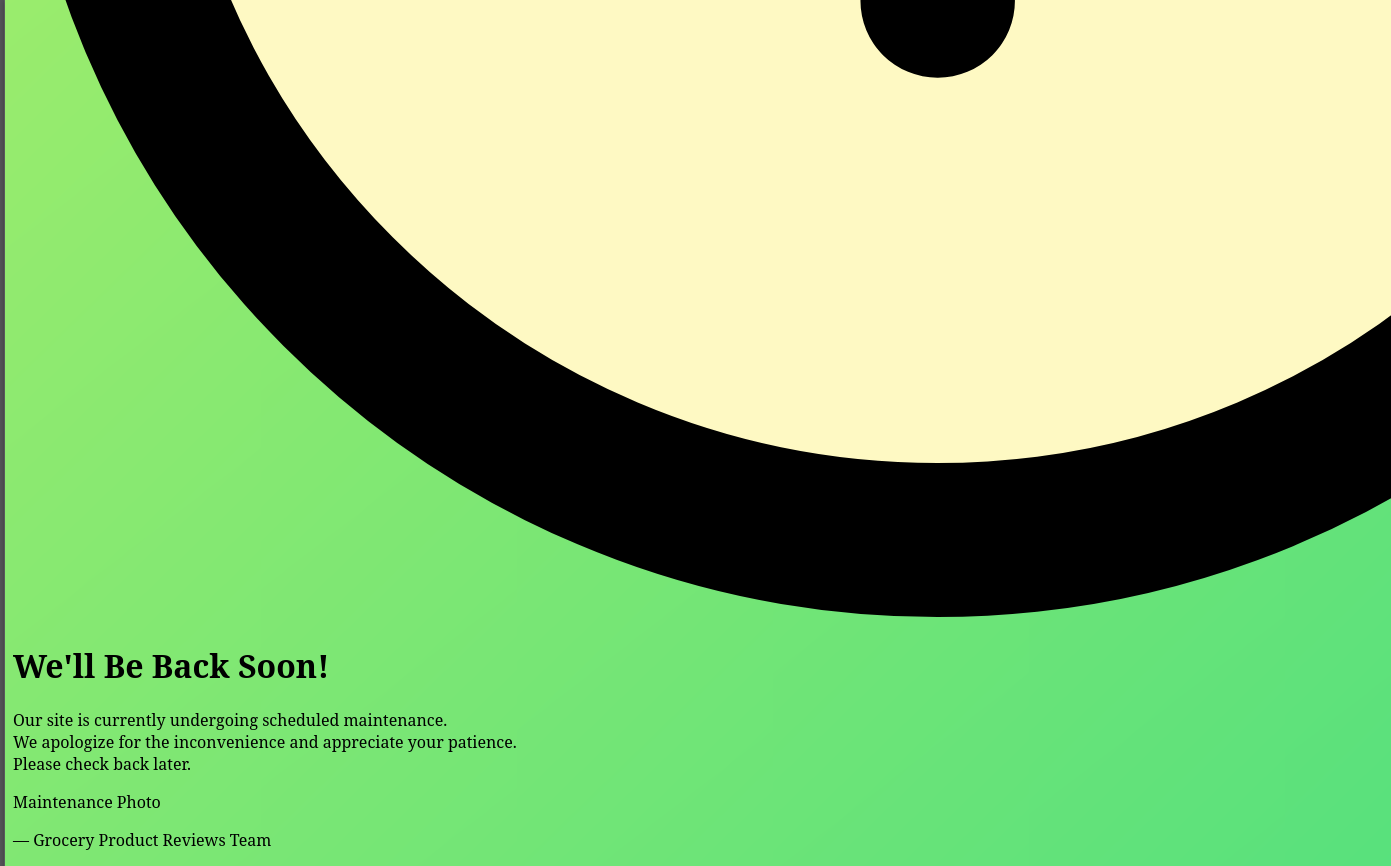 We'll Be Back Soon!
Our site is currently undergoing scheduled maintenance.
We apologize for the inconvenience and appreciate your patience.
Please check back later.
Maintenance Photo
— Grocery Product Reviews Team